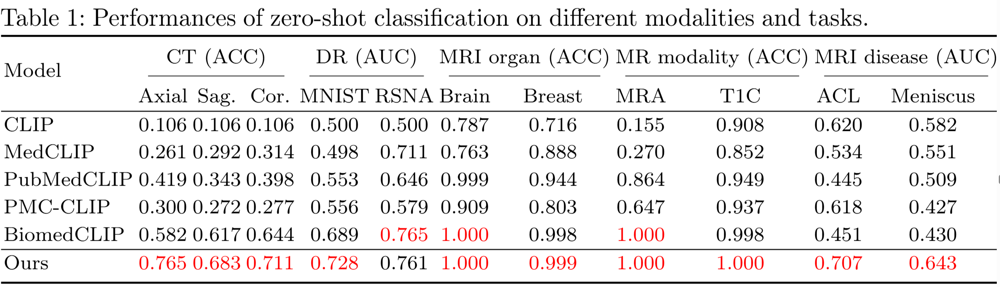 Table 1: Performances of zero-shot classification on different modalities and tasks.
Model CT (ACC) DR (AUC) MRI organ (ACC) MR modality (ACC) MRI disease (AUC)
Axial Sag. Cor. MNIST RSNA Brain Breast MRA T1C ACL Meniscus
CLIP 0.106 0.106 0.106 0.500 0.500 0.787 0.716 0.155 0.908 0.620 0.582
MedCLIP 0.261 0.292 0.314 0.498 0.711 0.763 0.888 0.270 0.852 0.534 0.551
PubMedCLIP 0.419 0.343 0.398 0.553 0.646 0.999 0.944 0.864 0.949 0.445 0.509
PMC-CLIP 0.300 0.272 0.277 0.556 0.579 0.909 0.803 0.647 0.937 0.618 0.427
BiomedCLIP 0.582 0.617 0.644 0.689 0.765 1.000 0.998 1.000 0.998 0.451 0.430
Ours 0.765 0.683 0.711 0.728 0.761 1.000 0.999 1.000 1.000 0.707 0.643